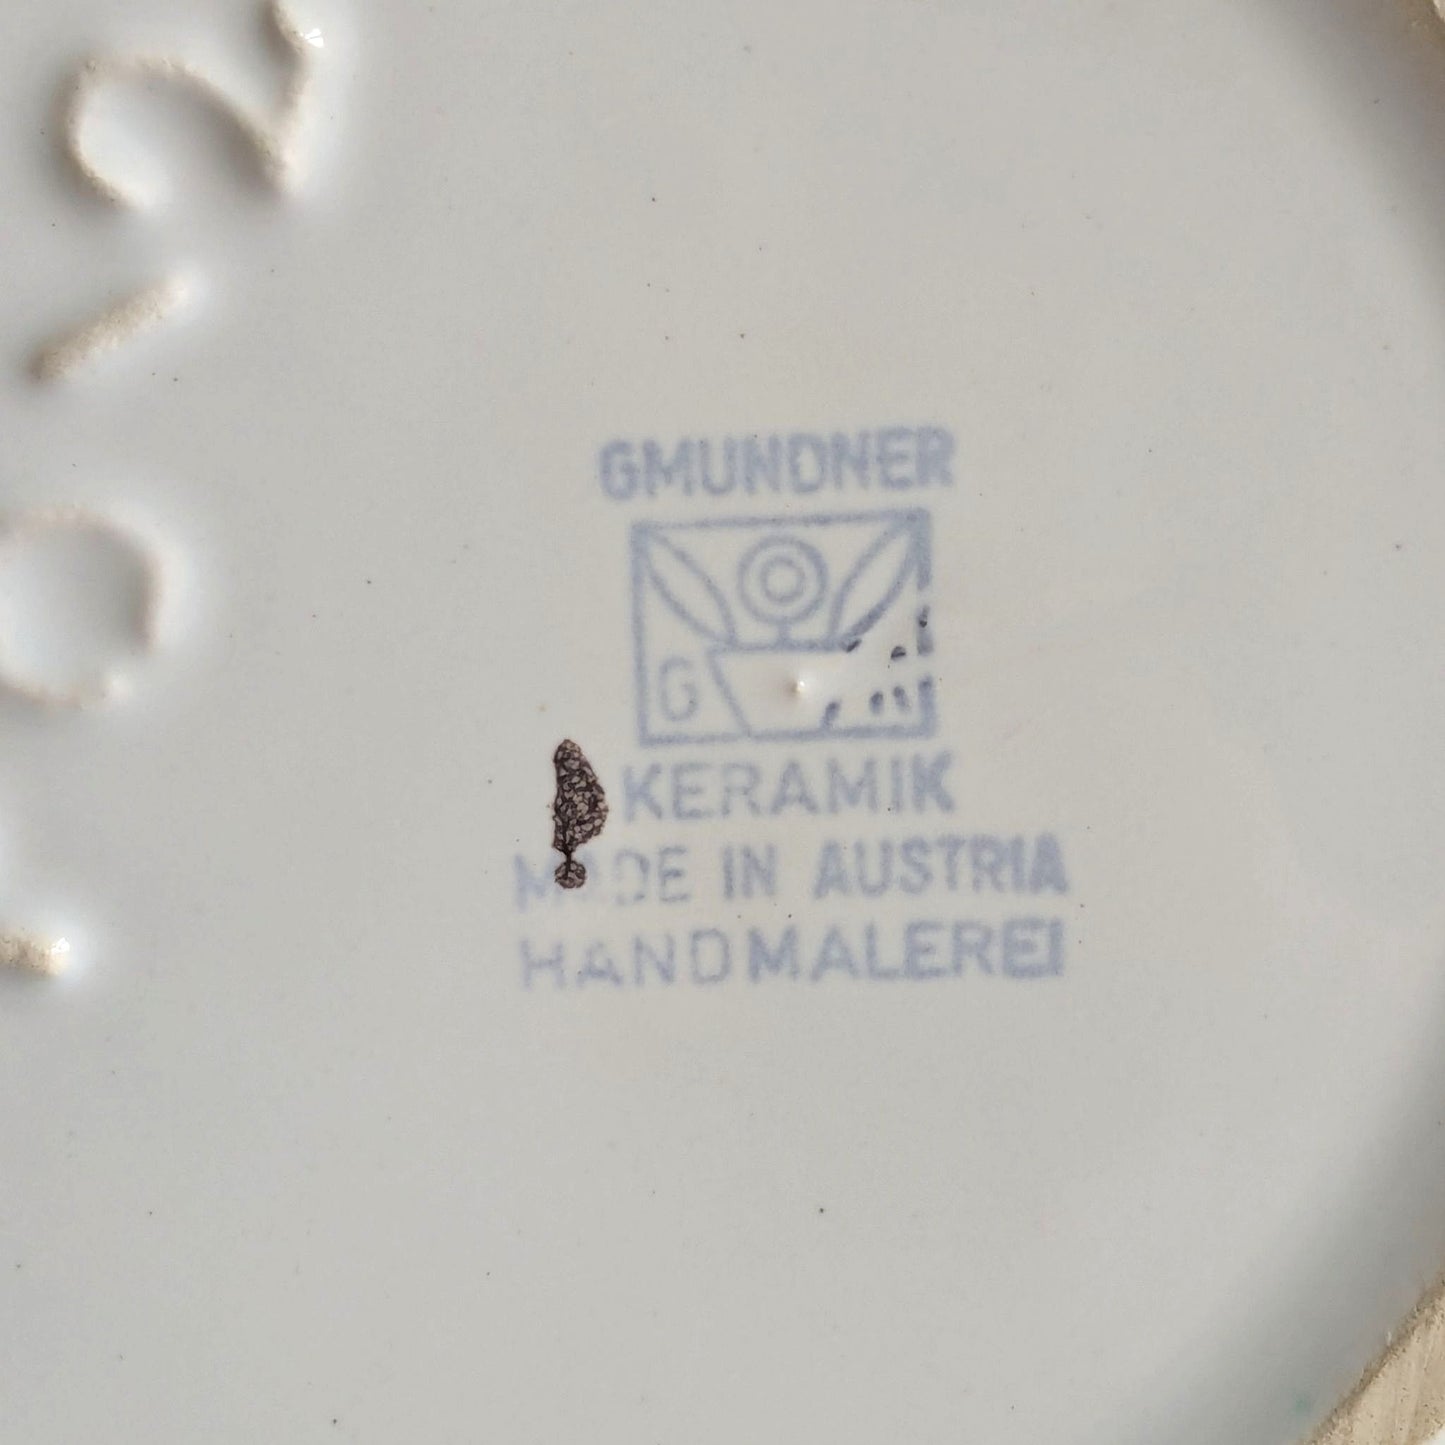 GMUNDNER
G K
KERAMIK
MADE IN AUSTRIA
HANDMALEREI